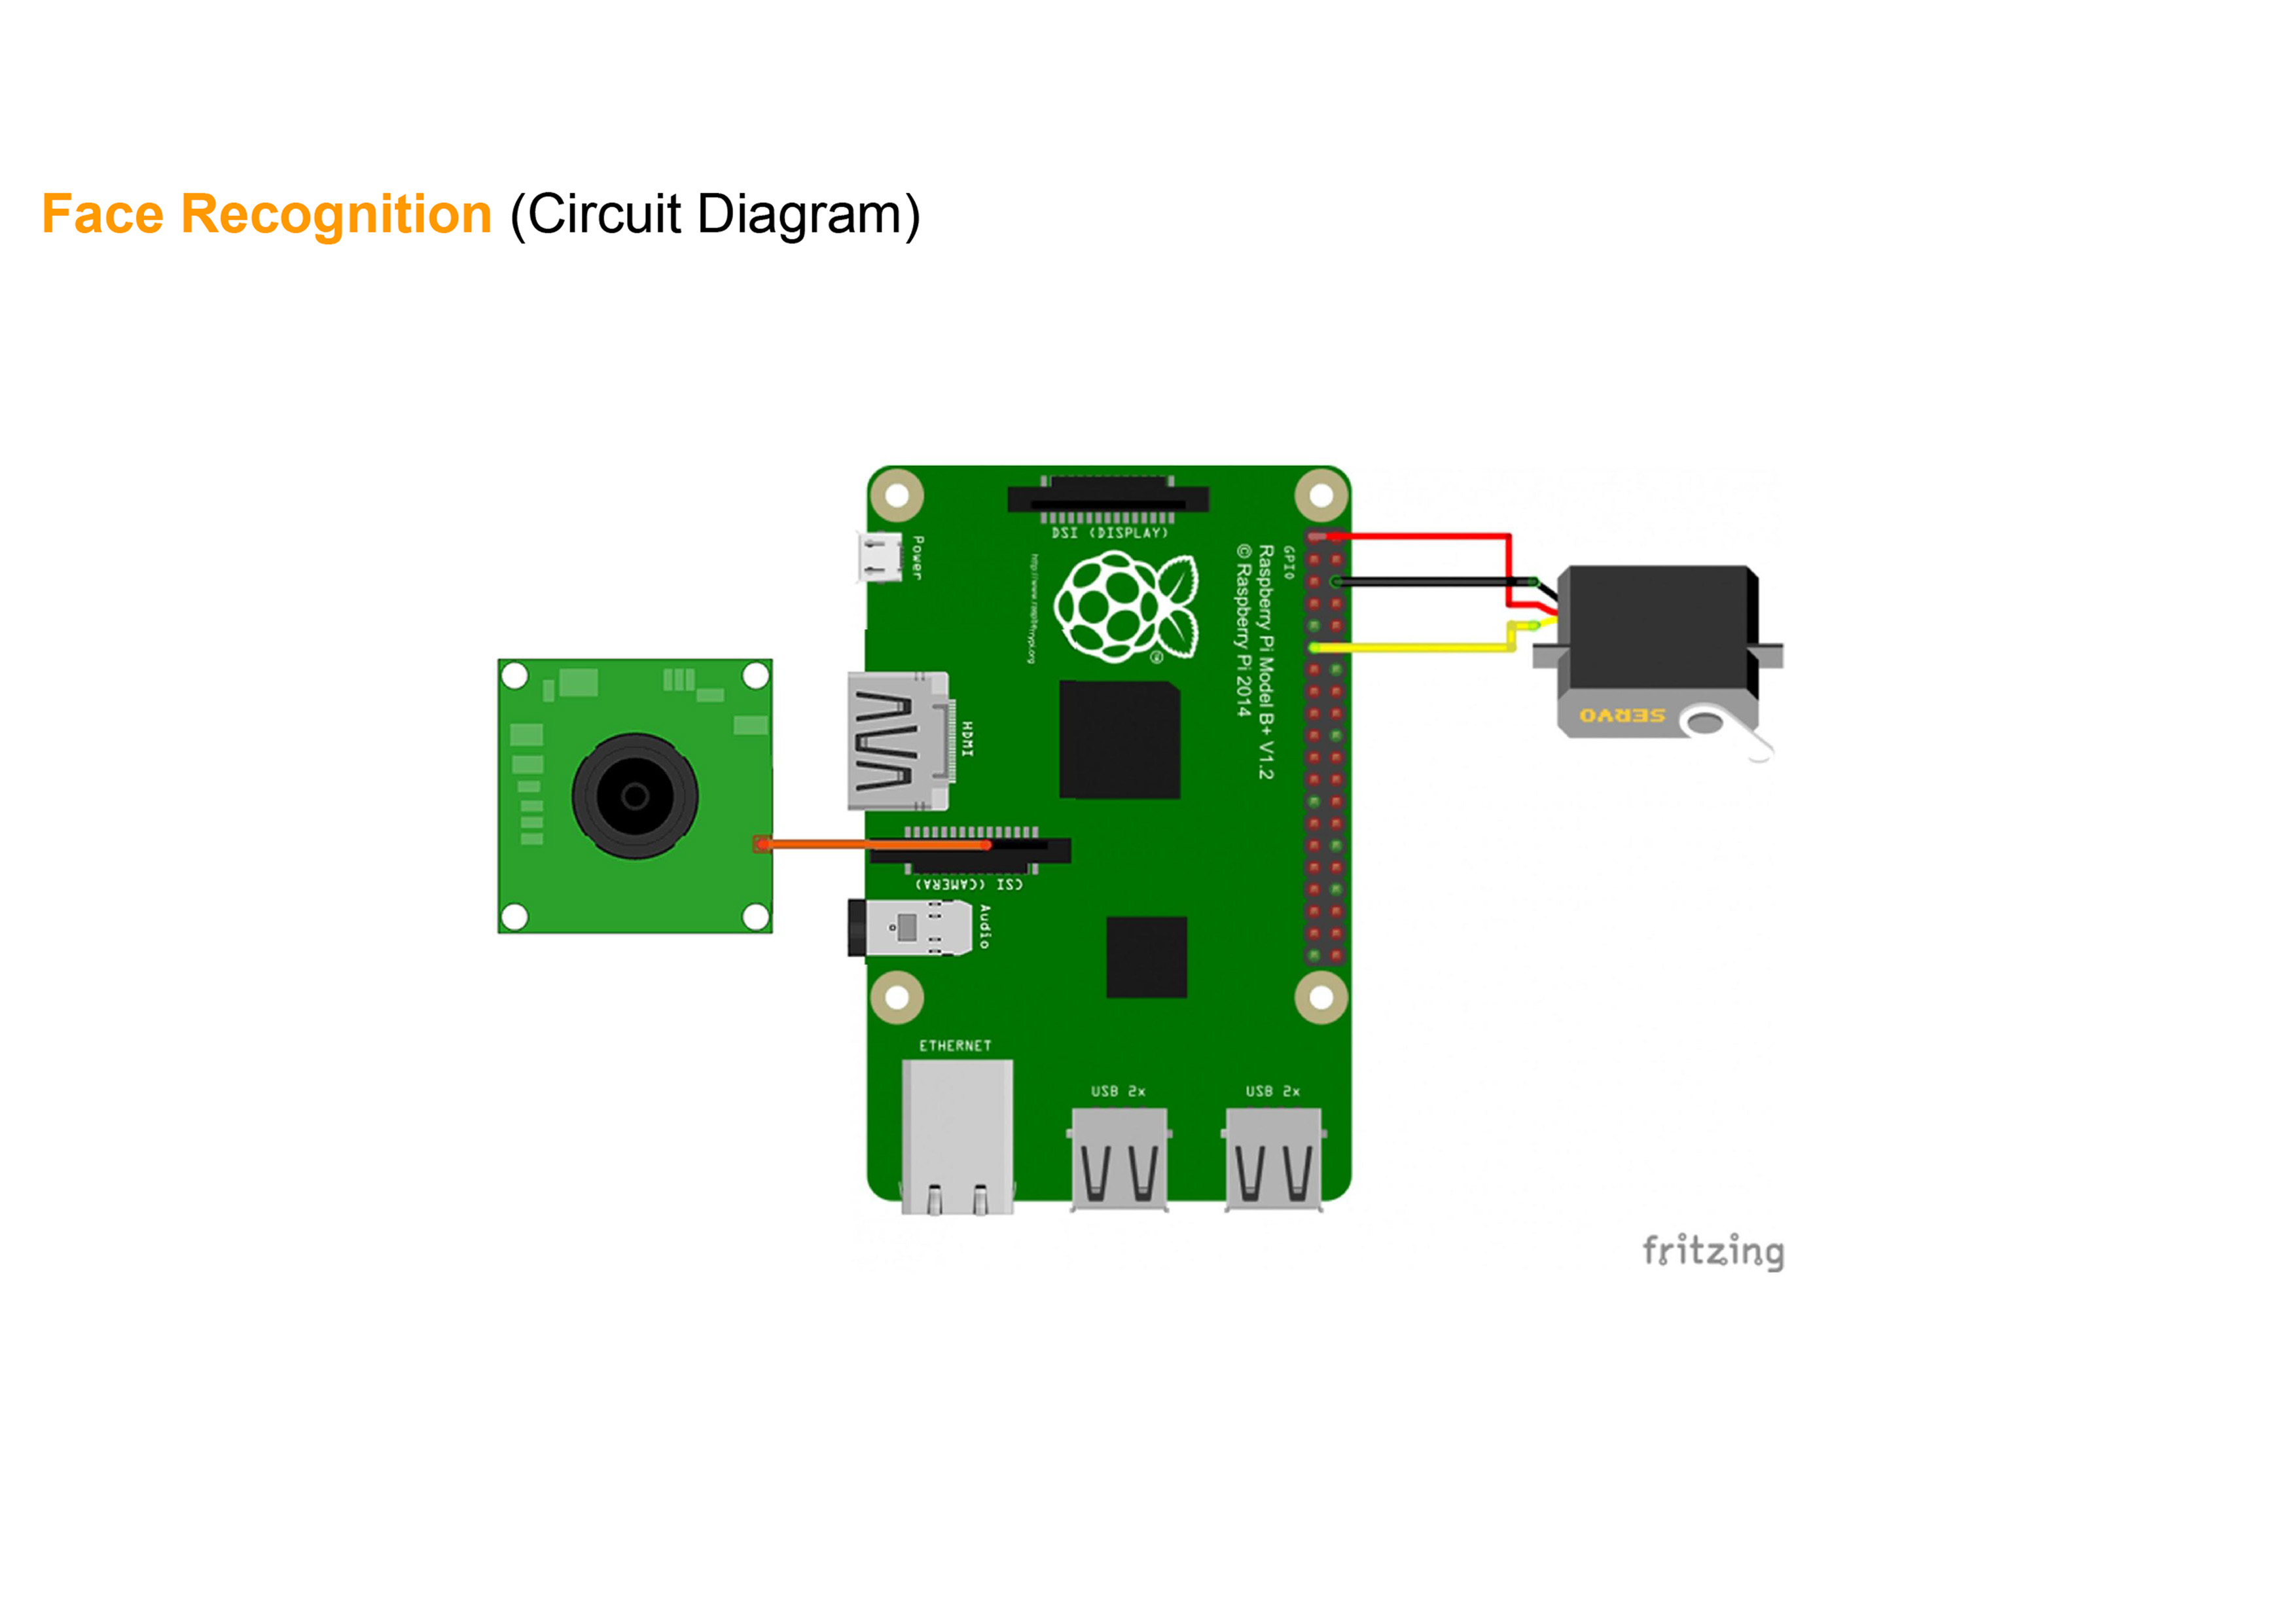 Face Recognition (Circuit Diagram)
DSI (DISPLAY)
Power
http://www.raspberrypi.org
GPIO
Raspberry Pi Model B+ V1.2
© Raspberry Pi 2014
®
HDMI
SERVO
CSI (CAMERA)
Audio
ETHERNET
USB 2x
USB 2x
fritzing